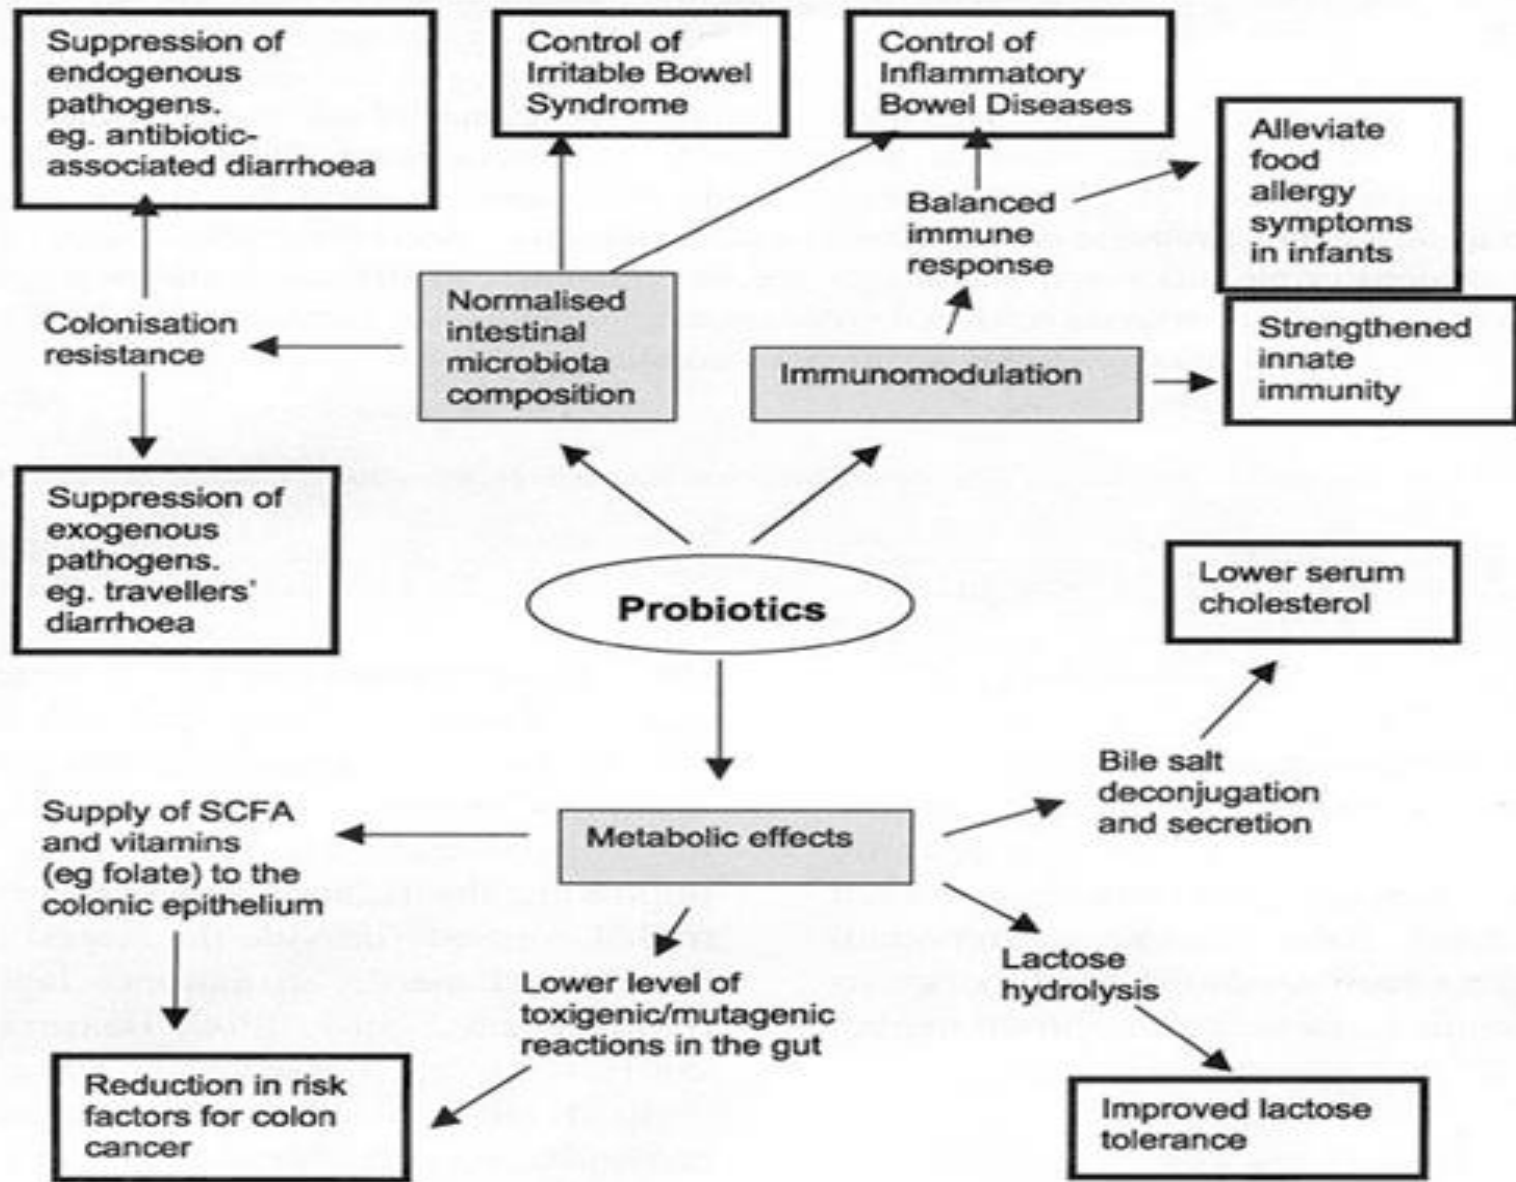 Suppression of
endogenous
pathogens.
eg. antibiotic-
associated diarrhoea
Control of
Irritable Bowel
Syndrome
Control of
Inflammatory
Bowel Diseases
Alleviate
food
allergy
symptoms
in infants
Balanced
immune
response
Colonisation
resistance
Normalised
intestinal
microbiota
composition
Immunomodulation
Strengthened
innate
immunity
Suppression of
exogenous
pathogens.
eg. travellers'
diarrhoea
Probiotics
Lower serum
cholesterol
Bile salt
deconjugation
and secretion
Supply of SCFA
and vitamins
(eg folate) to the
colonic epithelium
Metabolic effects
Lactose
hydrolysis
Lower level of
toxigenic/mutagenic
reactions in the gut
Reduction in risk
factors for colon
cancer
Improved lactose
tolerance